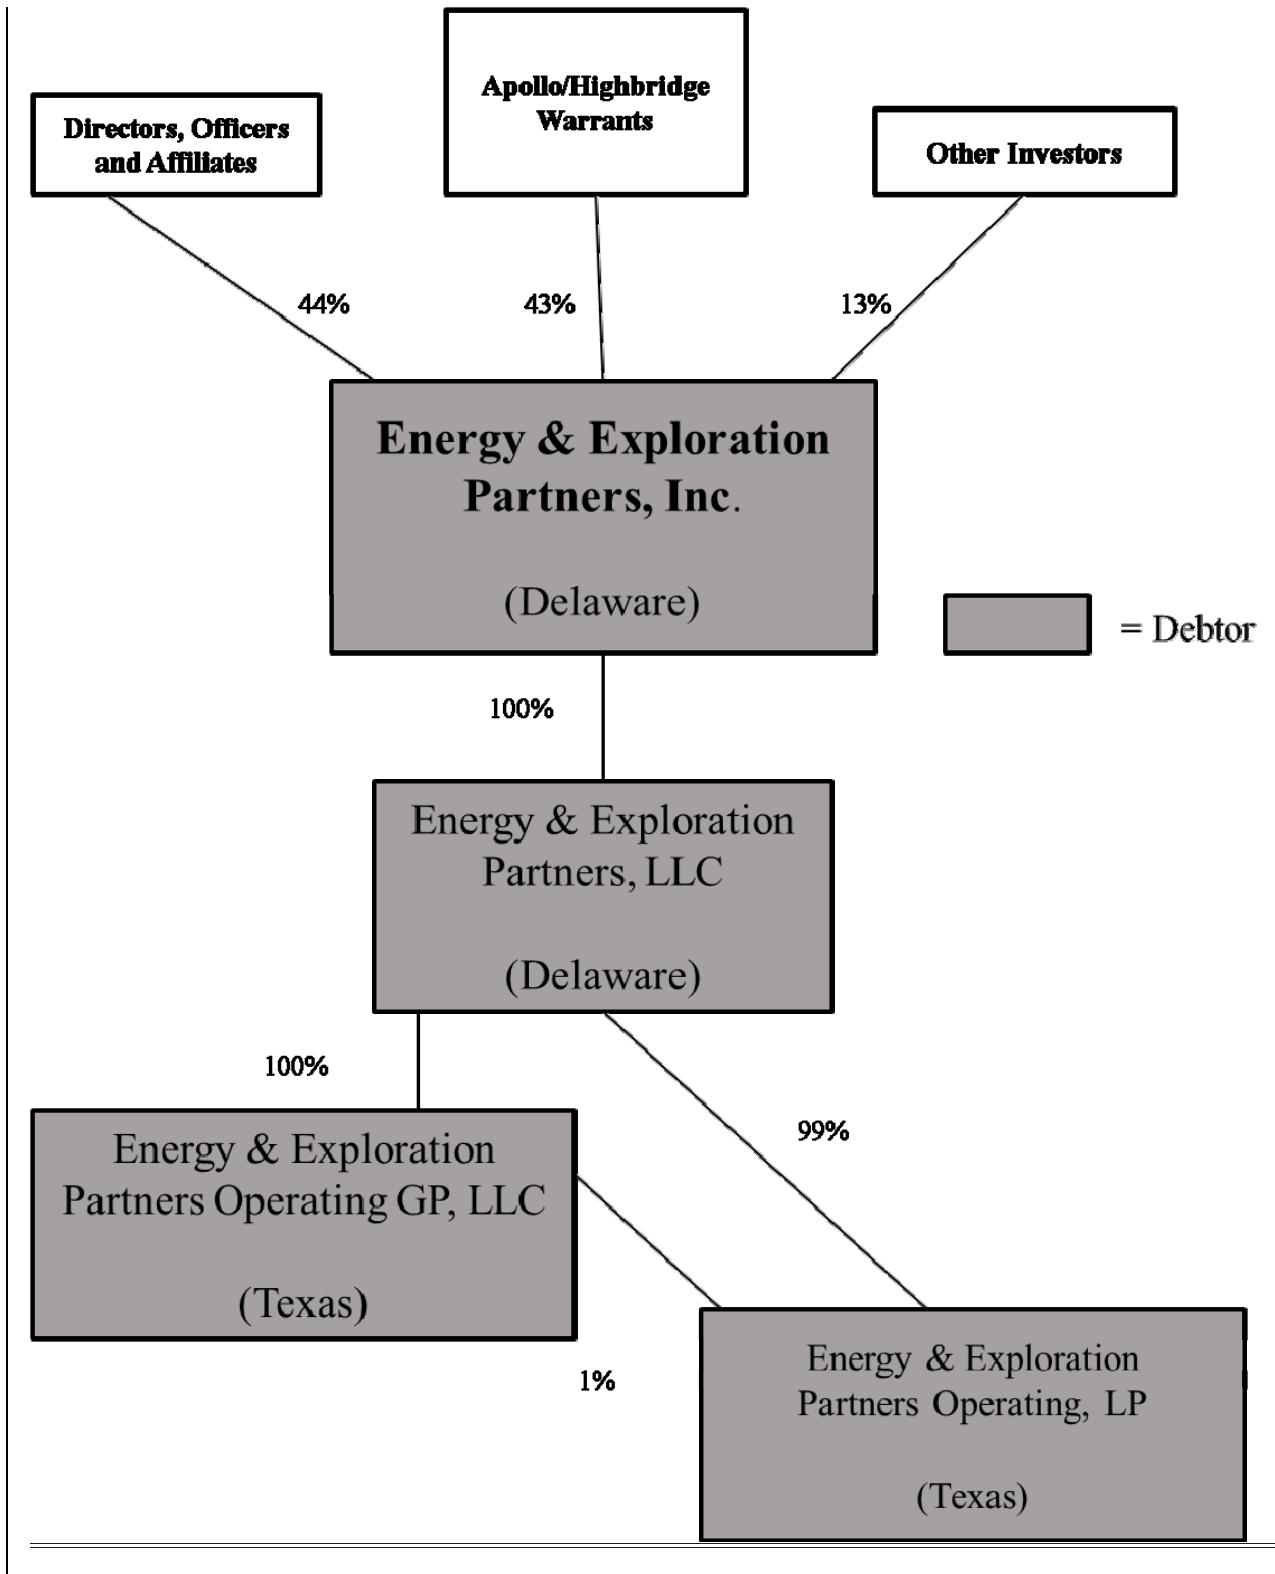 Apollo/Highbridge
Warrants
Directors, Officers
and Affiliates
Other Investors
44%
43%
13%
Energy & Exploration
Partners, Inc.
(Delaware)
= Debtor
100%
Energy & Exploration
Partners, LLC
(Delaware)
100%
99%
Energy & Exploration
Partners Operating GP, LLC
(Texas)
1%
Energy & Exploration
Partners Operating, LP
(Texas)